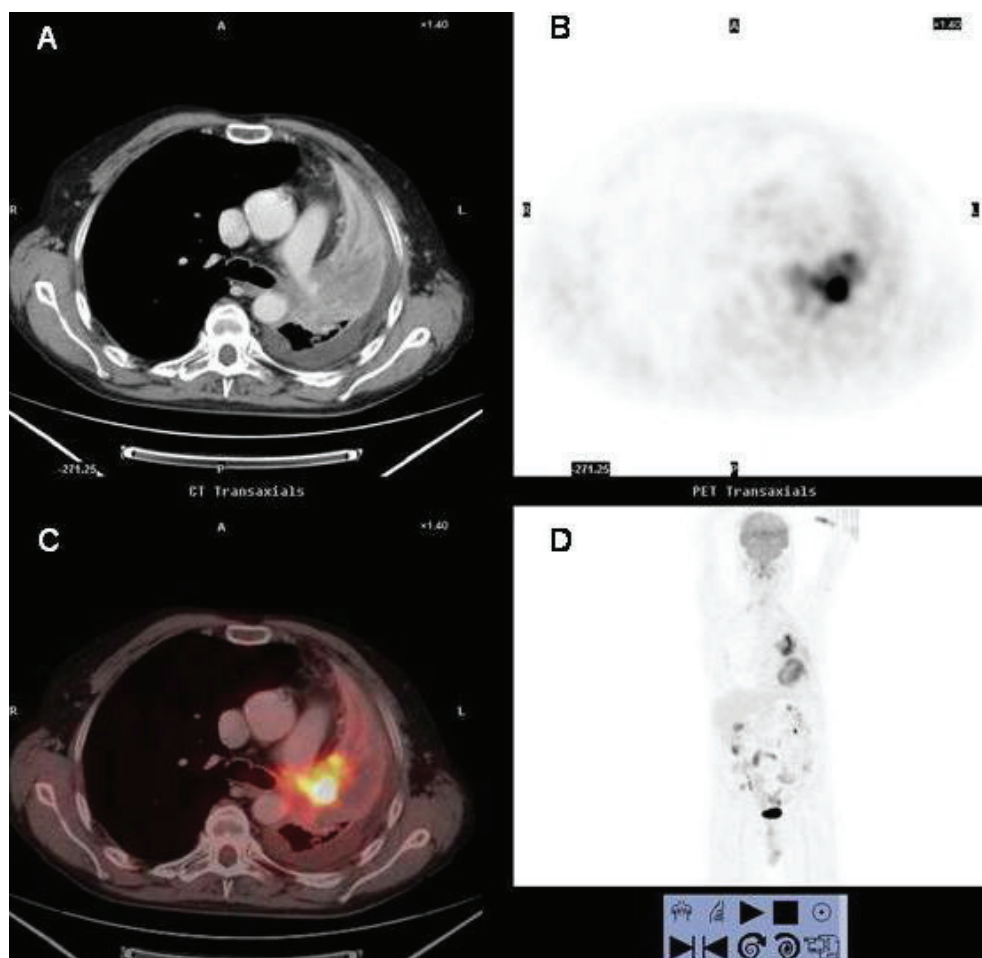 A
A
×1.40
B
A
×1.40
R
L
L
-271.25
P
CT Transaxials
-271.25
P
PET Transaxials
C
A
×1.40
D
R
L